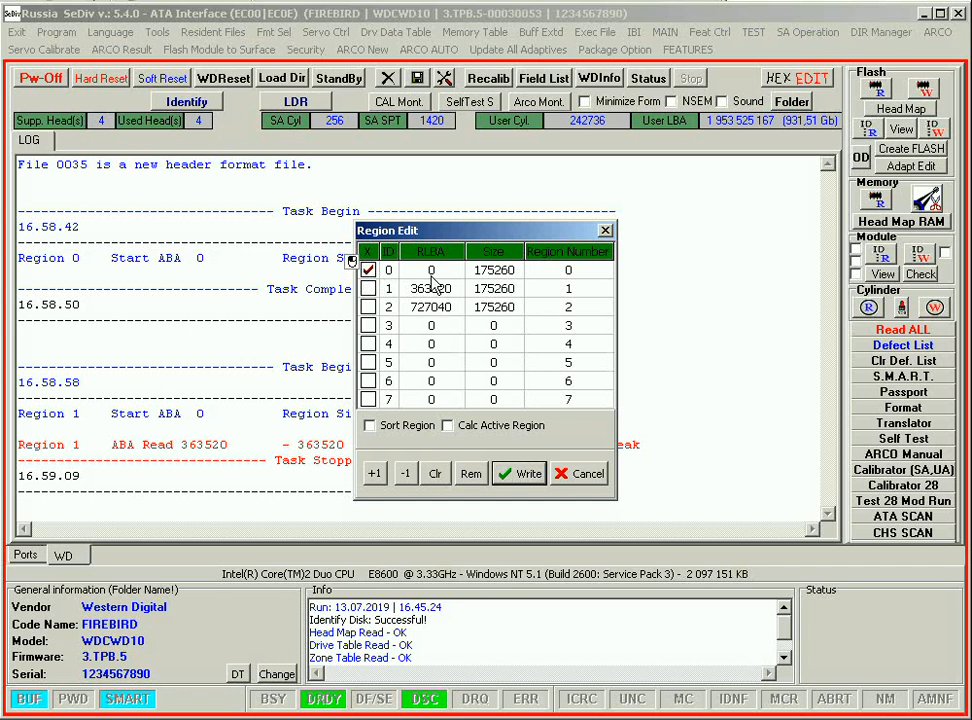 SeDiv Russia SeDiv v.: 5.4.0 - ATA Interface (EC00|EC0E) (FIREBIRD | WDCWD10 | 3.TPB.5-00030053 | 1234567890)
Exit Program Language Tools Resident Files Fmt Sel Servo Ctrl Drv Data Table Memory Table Buff Extd Exec File IBI MAIN Feat Ctrl TEST SA Operation DIR Manager ARCO
Servo Calibrate ARCO Result Flash Module to Surface Security ARCO New ARCO AUTO Update All Adaptives Package Option FEATURES
Pw-Off Hard Reset Soft Reset WDReset Load Dir StandBy Recalib Field List WDInfo Status Stop HEX EDIT
Identify LDR CAL Mont. SelfTest S Arco Mont. Minimize Form NSEM Sound Folder
Supp. Head(s) 4 Used Head(s) 4 SA Cyl 256 SA SPT 1420 User Cyl. 242736 User LBA 1 953 525 167 (931,51 Gb)
LOG
File 0035 is a new header format file.
Task Begin
16.58.42
Region 0 Start ABA 0 Region S
Task Comple
16.58.50
Task Begi
16.58.58
Region 1 Start ABA 0 Region Si
Region 1 ABA Read 363520 - 363520 eak
Task Stopp
16.59.09
Region Edit
X ID RLBA Size Region Number
0 0 175260 0
1 363520 175260 1
2 727040 175260 2
3 0 0 3
4 0 0 4
5 0 0 5
6 0 0 6
7 0 0 7
Sort Region Calc Active Region
+1 -1 Clr Rem Write Cancel
Flash
R W
Head Map
ID R View ID W
OD Create FLASH
Adapt Edit
Memory
R
Head Map RAM
Module
ID R ID W
View Check
Cylinder
R W
Read ALL
Defect List
Clr Def. List
S.M.A.R.T.
Passport
Format
Translator
Self Test
ARCO Manual
Calibrator (SA,UA)
Calibrator 28
Test 28 Mod Run
ATA SCAN
CHS SCAN
Ports WD
Intel(R) Core(TM)2 Duo CPU E8600 @ 3.33GHz - Windows NT 5.1 (Build 2600: Service Pack 3) - 2 097 151 KB
General information (Folder Name!)
Vendor Western Digital
Code Name: FIREBIRD
Model: WDCWD10
Firmware: 3.TPB.5
Serial: 1234567890 DT Change
Info
Run: 13.07.2019 | 16.45.24
Identify Disk: Successful!
Head Map Read - OK
Drive Table Read - OK
Zone Table Read - OK
Status
BUF PWD SMART BSY DRDY DF/SE DSC DRQ ERR ICRC UNC MC IDNF MCR ABRT NM AMNF